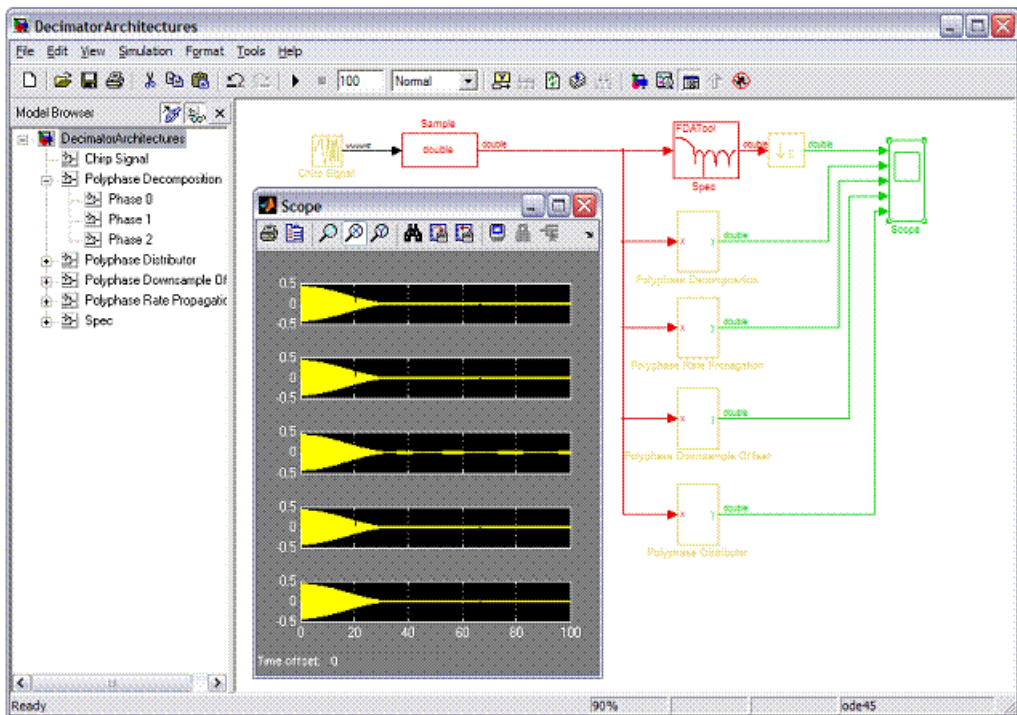 DecimatorArchitectures
File Edit View Simulation Format Tools Help
100 Normal
Model Browser
DecimatorArchitectures
Chirp Signal
Polyphase Decomposition
Phase 0
Phase 1
Phase 2
Polyphase Distributor
Polyphase Downsample Of
Polyphase Rate Propagatic
Spec
Chirp Signal
Sample
double
double
FDATool
Spec
double
double
Scope
x y
double
Polyphase Decomposition
x y
double
Polyphase Rate Propagation
x y
double
Polyphase Downsample Offset
x y
double
Polyphase Distributor
Scope
0.5
0
-0.5
0.5
0
-0.5
0.5
0
-0.5
0.5
0
-0.5
0.5
0
-0.5
0 20 40 60 80 100
Time offset: 0
Ready 90% ode45